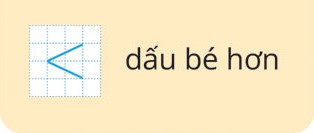 < dấu bé hơn